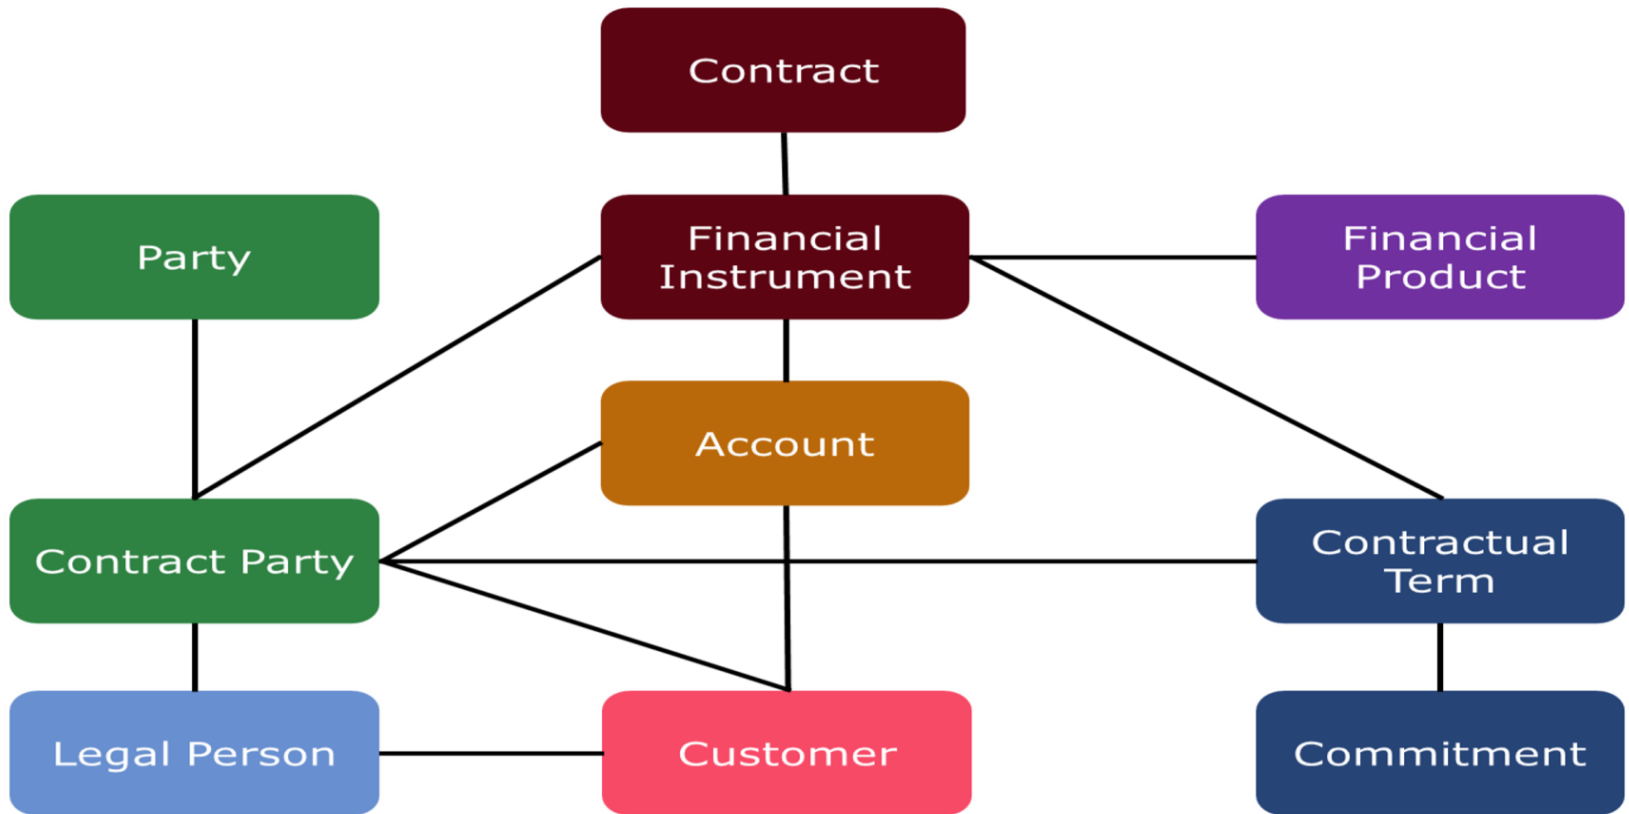 Contract
Party
Financial
Instrument
Financial
Product
Account
Contract Party
Contractual
Term
Legal Person
Customer
Commitment